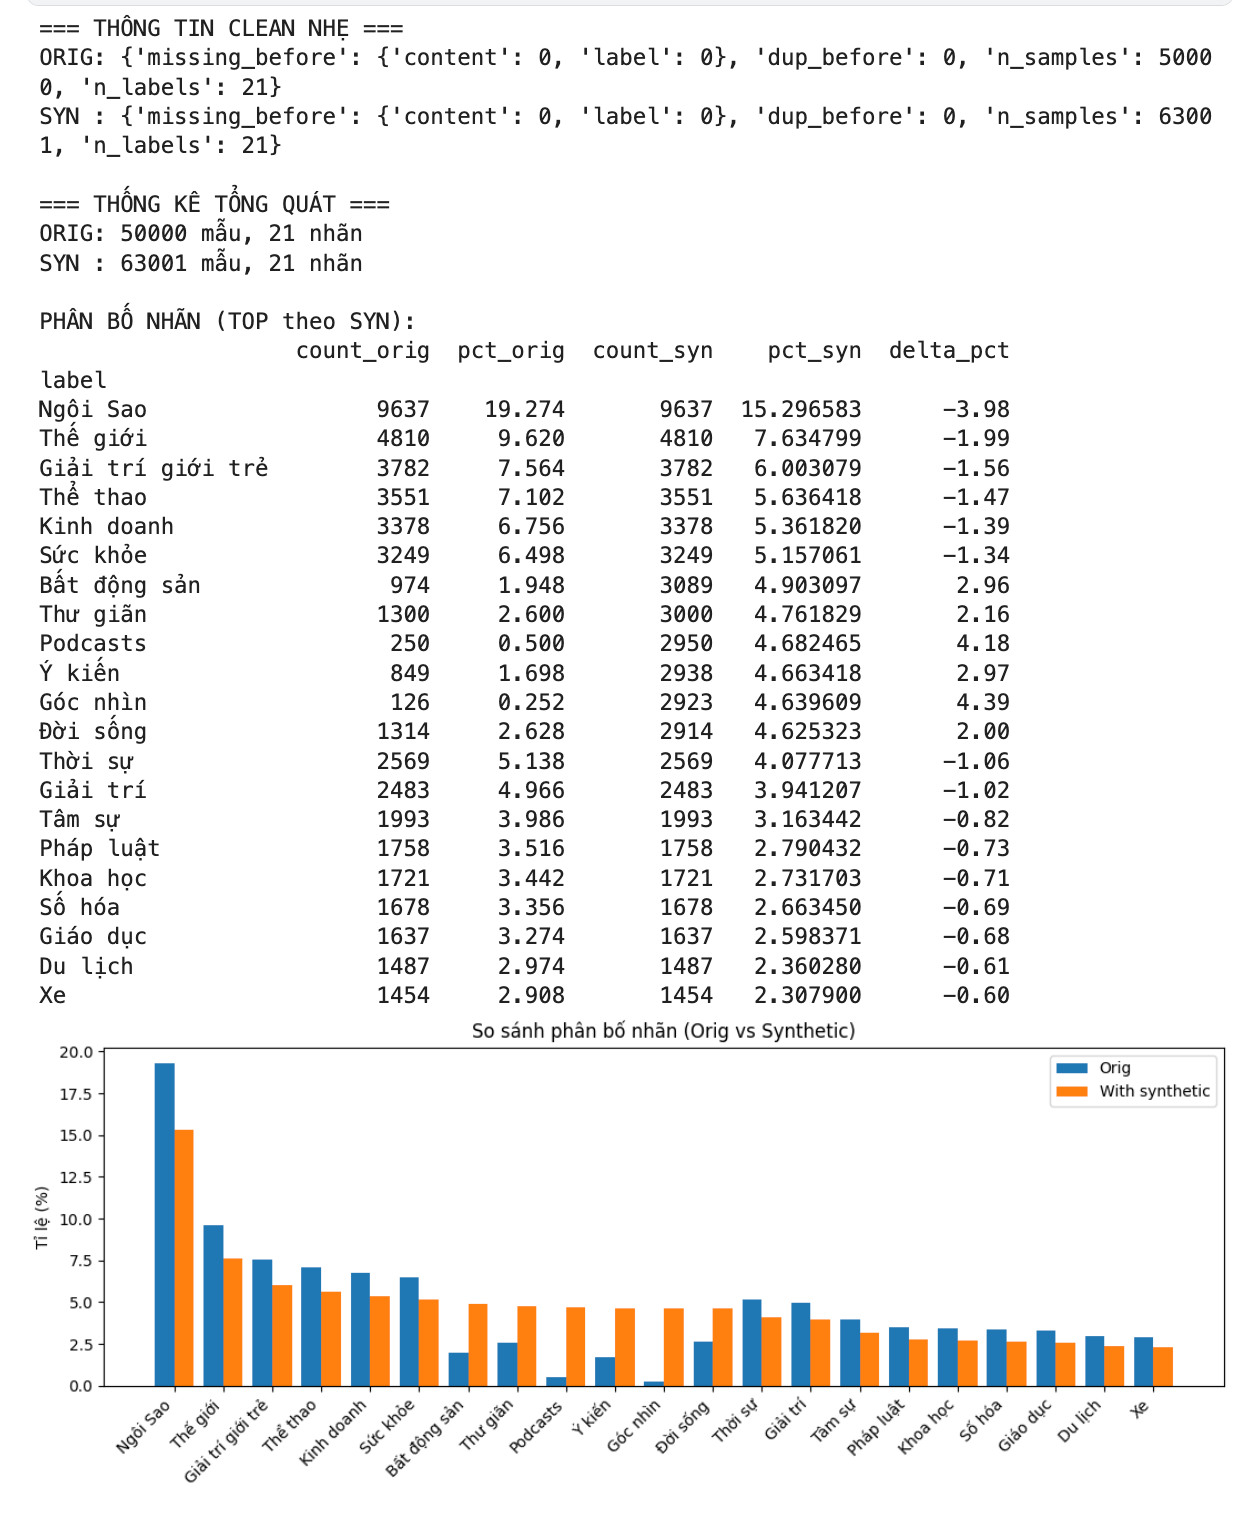 === THÔNG TIN CLEAN NHẸ ===
ORIG: {'missing_before': {'content': 0, 'label': 0}, 'dup_before': 0, 'n_samples': 5000
0, 'n_labels': 21}
SYN : {'missing_before': {'content': 0, 'label': 0}, 'dup_before': 0, 'n_samples': 6300
1, 'n_labels': 21}
=== THỐNG KÊ TỔNG QUÁT ===
ORIG: 50000 mẫu, 21 nhãn
SYN : 63001 mẫu, 21 nhãn
PHÂN BỐ NHÃN (TOP theo SYN):
count_orig pct_orig count_syn pct_syn delta_pct
label
Ngôi Sao 9637 19.274 9637 15.296583 -3.98
Thế giới 4810 9.620 4810 7.634799 -1.99
Giải trí giới trẻ 3782 7.564 3782 6.003079 -1.56
Thể thao 3551 7.102 3551 5.636418 -1.47
Kinh doanh 3378 6.756 3378 5.361820 -1.39
Sức khỏe 3249 6.498 3249 5.157061 -1.34
Bất động sản 974 1.948 3089 4.903097 2.96
Thư giãn 1300 2.600 3000 4.761829 2.16
Podcasts 250 0.500 2950 4.682465 4.18
Ý kiến 849 1.698 2938 4.663418 2.97
Góc nhìn 126 0.252 2923 4.639609 4.39
Đời sống 1314 2.628 2914 4.625323 2.00
Thời sự 2569 5.138 2569 4.077713 -1.06
Giải trí 2483 4.966 2483 3.941207 -1.02
Tâm sự 1993 3.986 1993 3.163442 -0.82
Pháp luật 1758 3.516 1758 2.790432 -0.73
Khoa học 1721 3.442 1721 2.731703 -0.71
Số hóa 1678 3.356 1678 2.663450 -0.69
Giáo dục 1637 3.274 1637 2.598371 -0.68
Du lịch 1487 2.974 1487 2.360280 -0.61
Xe 1454 2.908 1454 2.307900 -0.60
So sánh phân bố nhãn (Orig vs Synthetic)
Orig
With synthetic
Tỉ lệ (%)
20.0
17.5
15.0
12.5
10.0
7.5
5.0
2.5
0.0
Ngôi Sao
Thế giới
Giải trí giới trẻ
Thể thao
Kinh doanh
Sức khỏe
Bất động sản
Thư giãn
Podcasts
Ý kiến
Góc nhìn
Đời sống
Thời sự
Giải trí
Tâm sự
Pháp luật
Khoa học
Số hóa
Giáo dục
Du lịch
Xe